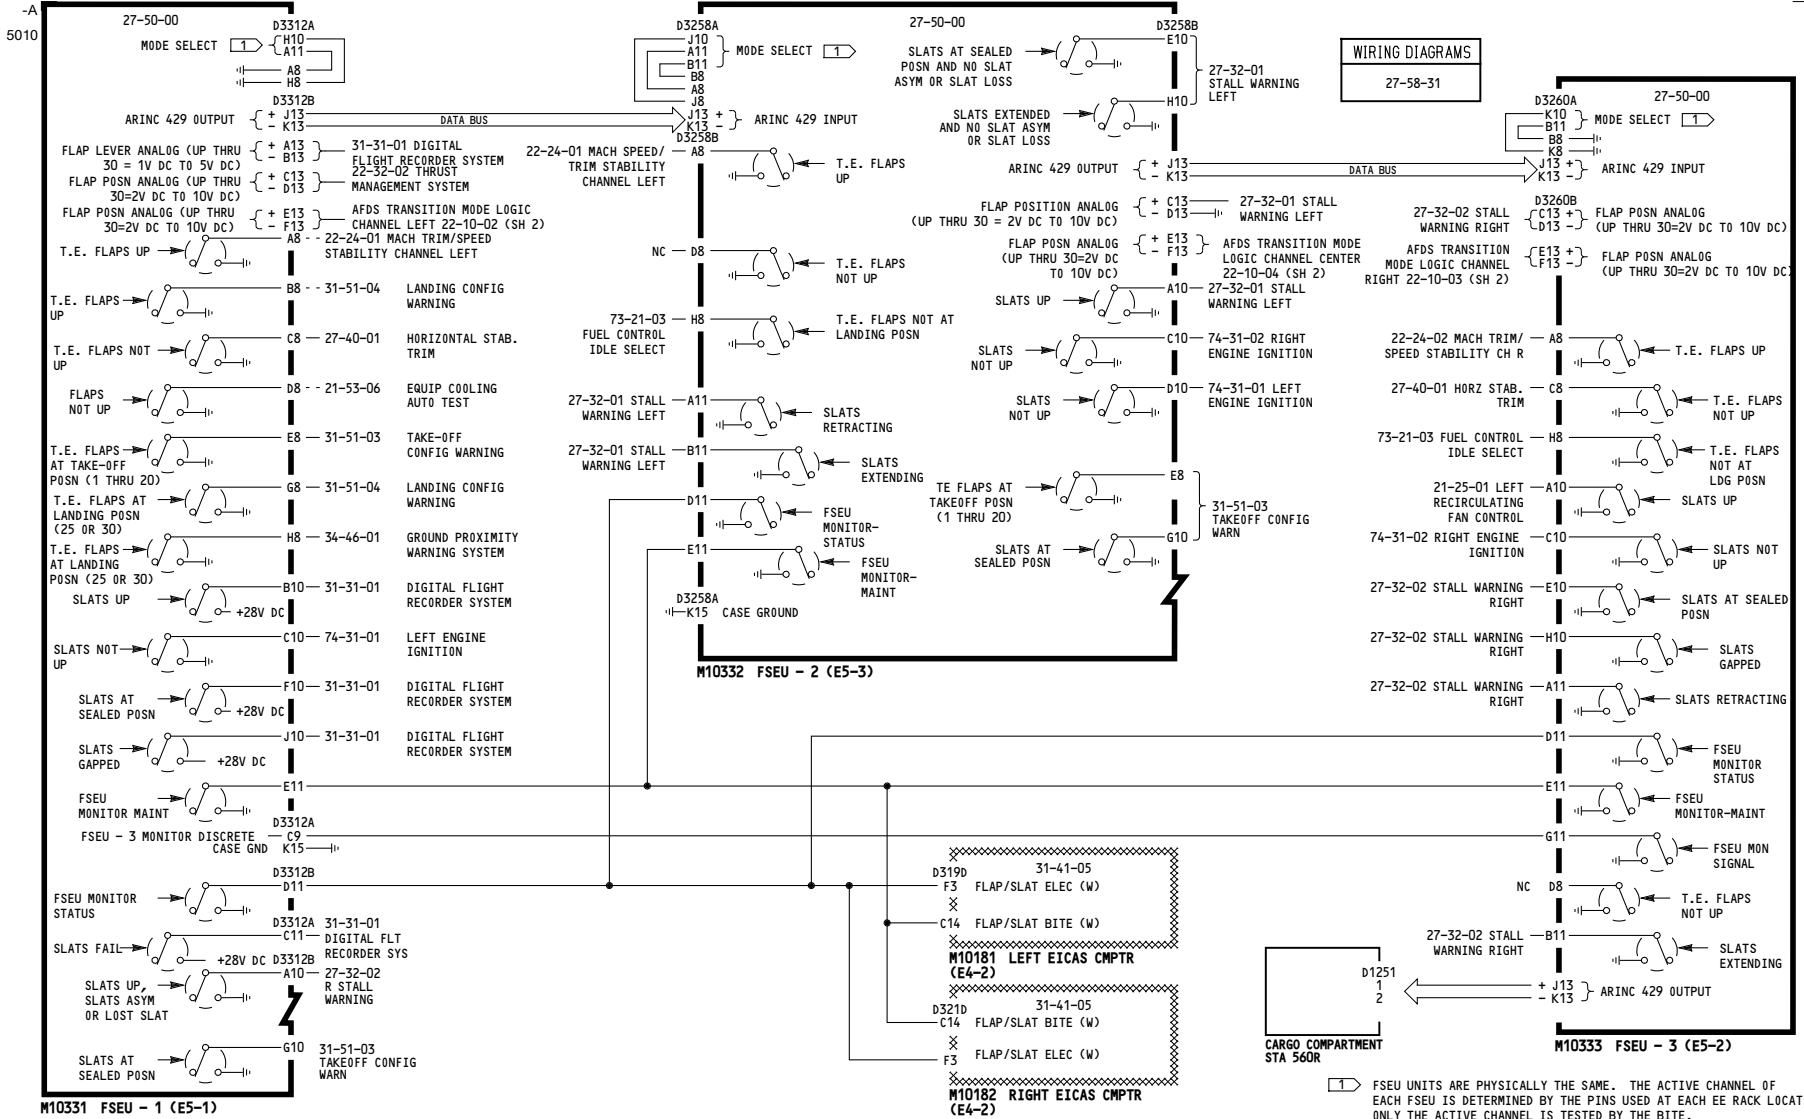 -A
5010
27-50-00
D3312A
MODE SELECT 1
H10
A11
A8
H8
D3312B
ARINC 429 OUTPUT
+ J13
- K13
DATA BUS
FLAP LEVER ANALOG (UP THRU
30 = 1V DC TO 5V DC)
+ A13
- B13
31-31-01 DIGITAL
FLIGHT RECORDER SYSTEM
FLAP POSN ANALOG (UP THRU
30=2V DC TO 10V DC)
+ C13
- D13
22-32-02 THRUST
MANAGEMENT SYSTEM
FLAP POSN ANALOG (UP THRU
30=2V DC TO 10V DC)
+ E13
- F13
AFDS TRANSITION MODE LOGIC
CHANNEL LEFT 22-10-02 (SH 2)
T.E. FLAPS UP
A8 - - 22-24-01 MACH TRIM/SPEED
STABILITY CHANNEL LEFT
T.E. FLAPS
UP
B8 - - 31-51-04 LANDING CONFIG
WARNING
T.E. FLAPS NOT
UP
C8 - 27-40-01 HORIZONTAL STAB.
TRIM
FLAPS
NOT UP
D8 - - 21-53-06 EQUIP COOLING
AUTO TEST
T.E. FLAPS
AT TAKE-OFF
POSN (1 THRU 20)
E8 - 31-51-03 TAKE-OFF
CONFIG WARNING
T.E. FLAPS AT
LANDING POSN
(25 OR 30)
G8 - 31-51-04 LANDING CONFIG
WARNING
T.E. FLAPS
AT LANDING
POSN (25 OR 30)
H8 - 34-46-01 GROUND PROXIMITY
WARNING SYSTEM
SLATS UP
+28V DC
B10 - 31-31-01 DIGITAL FLIGHT
RECORDER SYSTEM
SLATS NOT
UP
C10 - 74-31-01 LEFT ENGINE
IGNITION
SLATS AT
SEALED POSN
+28V DC
F10 - 31-31-01 DIGITAL FLIGHT
RECORDER SYSTEM
SLATS
GAPPED
+28V DC
J10 - 31-31-01 DIGITAL FLIGHT
RECORDER SYSTEM
FSEU
MONITOR MAINT
E11
D3312A
FSEU - 3 MONITOR DISCRETE - C9
CASE GND K15
D3312B
FSEU MONITOR
STATUS
D11
D3312A
SLATS FAIL
+28V DC
C11
31-31-01
DIGITAL FLT
RECORDER SYS
D3312B
SLATS UP,
SLATS ASYM
OR LOST SLAT
A10 - 27-32-02
R STALL
WARNING
SLATS AT
SEALED POSN
G10 31-51-03
TAKEOFF CONFIG
WARN
M10331 FSEU - 1 (E5-1)
27-50-00
D3258A
J10
A11
B11
B8
A8
J8
MODE SELECT 1
J13 +
K13 -
ARINC 429 INPUT
D3258B
22-24-01 MACH SPEED/
TRIM STABILITY
CHANNEL LEFT
A8
T.E. FLAPS
UP
NC - D8
T.E. FLAPS
NOT UP
73-21-03
FUEL CONTROL
IDLE SELECT
H8
T.E. FLAPS NOT AT
LANDING POSN
27-32-01 STALL
WARNING LEFT
A11
SLATS
RETRACTING
27-32-01 STALL
WARNING LEFT
B11
SLATS
EXTENDING
D11
FSEU
MONITOR-
STATUS
E11
FSEU
MONITOR-
MAINT
D3258A
K15 CASE GROUND
D3258B
SLATS AT SEALED
POSN AND NO SLAT
ASYM OR SLAT LOSS
E10
SLATS EXTENDED
AND NO SLAT ASYM
OR SLAT LOSS
H10
27-32-01
STALL WARNING
LEFT
ARINC 429 OUTPUT
+ J13
- K13
DATA BUS
FLAP POSITION ANALOG
(UP THRU 30 = 2V DC TO 10V DC)
+ C13
- D13
27-32-01 STALL
WARNING LEFT
FLAP POSN ANALOG
(UP THRU 30=2V DC
TO 10V DC)
+ E13
- F13
AFDS TRANSITION MODE
LOGIC CHANNEL CENTER
22-10-04 (SH 2)
SLATS UP
A10 - 27-32-01 STALL
WARNING LEFT
SLATS
NOT UP
C10 - 74-31-02 RIGHT
ENGINE IGNITION
SLATS
NOT UP
D10 - 74-31-01 LEFT
ENGINE IGNITION
TE FLAPS AT
TAKEOFF POSN
(1 THRU 20)
E8
SLATS AT
SEALED POSN
G10
31-51-03
TAKEOFF CONFIG
WARN
M10332 FSEU - 2 (E5-3)
WIRING DIAGRAMS
27-58-31
27-50-00
D3260A
K10
B11
B8
K8
MODE SELECT 1
J13 +
K13 -
ARINC 429 INPUT
D3260B
27-32-02 STALL
WARNING RIGHT
C13 +
D13 -
FLAP POSN ANALOG
(UP THRU 30=2V DC TO 10V DC)
AFDS TRANSITION
MODE LOGIC CHANNEL
RIGHT 22-10-03 (SH 2)
E13 +
F13 -
FLAP POSN ANALOG
(UP THRU 30=2V DC TO 10V DC)
22-24-02 MACH TRIM/
SPEED STABILITY CH R
A8
T.E. FLAPS UP
27-40-01 HORZ STAB.
TRIM
C8
T.E. FLAPS
NOT UP
73-21-03 FUEL CONTROL
IDLE SELECT
H8
T.E. FLAPS
NOT AT
LDG POSN
21-25-01 LEFT
RECIRCULATING
FAN CONTROL
A10
SLATS UP
74-31-02 RIGHT ENGINE
IGNITION
C10
SLATS NOT
UP
27-32-02 STALL WARNING
RIGHT
E10
SLATS AT SEALED
POSN
27-32-02 STALL WARNING
RIGHT
H10
SLATS
GAPPED
27-32-02 STALL WARNING
RIGHT
A11
SLATS RETRACTING
D11
FSEU
MONITOR
STATUS
E11
FSEU
MONITOR-MAINT
G11
FSEU MON
SIGNAL
NC D8
T.E. FLAPS
NOT UP
27-32-02 STALL
WARNING RIGHT
B11
SLATS
EXTENDING
+ J13
- K13
ARINC 429 OUTPUT
M10333 FSEU - 3 (E5-2)
31-41-05
D319D
F3 FLAP/SLAT ELEC (W)
C14 FLAP/SLAT BITE (W)
M10181 LEFT EICAS CMPTR
(E4-2)
31-41-05
D321D
C14 FLAP/SLAT BITE (W)
F3 FLAP/SLAT ELEC (W)
M10182 RIGHT EICAS CMPTR
(E4-2)
D1251
1
2
CARGO COMPARTMENT
STA 560R
1 FSEU UNITS ARE PHYSICALLY THE SAME. THE ACTIVE CHANNEL OF
EACH FSEU IS DETERMINED BY THE PINS USED AT EACH EE RACK LOCAT
ONLY THE ACTIVE CHANNEL IS TESTED BY THE BITE.